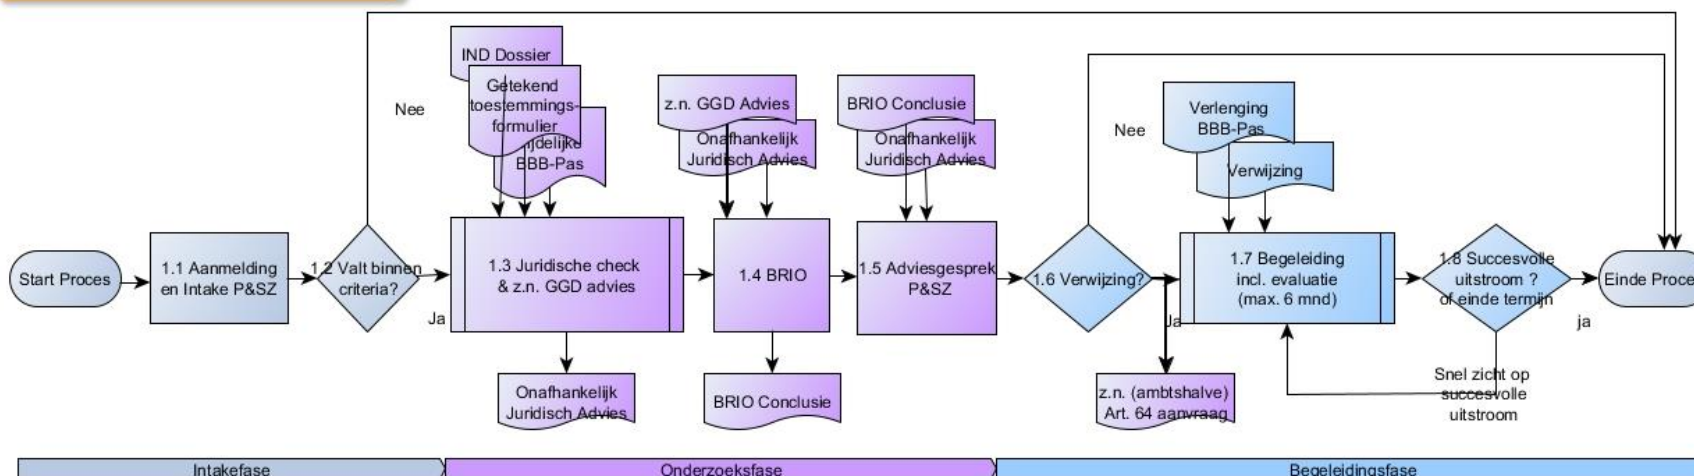 IND Dossier
Getekend
toestemmings-
formulier
ijdelijke
BBB-Pas
Nee
z.n. GGD Advies
Onafhankelijk
Juridisch Advies
BRIO Conclusie
Onafhankelijk
Juridisch Advies
Nee
Verlenging
BBB-Pas
Verwijzing
Start Proces
1.1 Aanmelding
en Intake P&SZ
1.2 Valt binnen
criteria?
Ja
1.3 Juridische check
& z.n. GGD advies
1.4 BRIO
1.5 Adviesgesprek
P&SZ
1.6 Verwijzing?
Ja
1.7 Begeleiding
incl. evaluatie
(max. 6 mnd)
1.8 Succesvolle
uitstroom ?
of einde termijn
ja
Einde Proce
Onafhankelijk
Juridisch Advies
BRIO Conclusie
z.n. (ambtshalve)
Art. 64 aanvraag
Snel zicht op
succesvolle
uitstroom
Intakefase
Onderzoeksfase
Begeleidingsfase